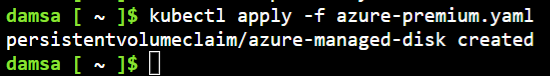 damsa [ ~ ]$ kubectl apply -f azure-premium.yaml
persistentvolumeclaim/azure-managed-disk created
damsa [ ~ ]$